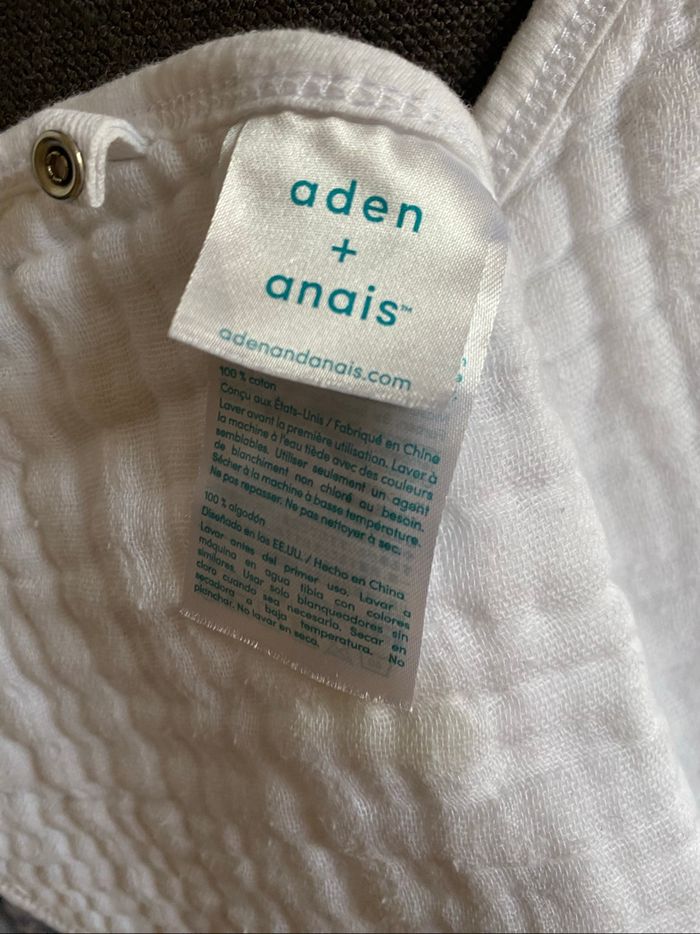 aden
+
anais™
adenandanais.com
100 % coton
Conçu aux États-Unis / Fabriqué en Chine
Laver avant la première utilisation. Laver à
la machine à l'eau tiède avec des couleurs
semblables. Utiliser seulement un agent
de blanchiment non chloré au besoin.
Sécher à la machine à basse température.
Ne pas repasser. Ne pas nettoyer à sec.
100 % algodón
Diseñado en los EE.UU. / Hecho en China
Lavar antes del primer uso. Lavar a
máquina en agua tibia con colores
similares. Usar solo blanqueadores sin
cloro cuando sea necesario. Secar en
secadora a baja temperatura. No
planchar. No lavar en seco.